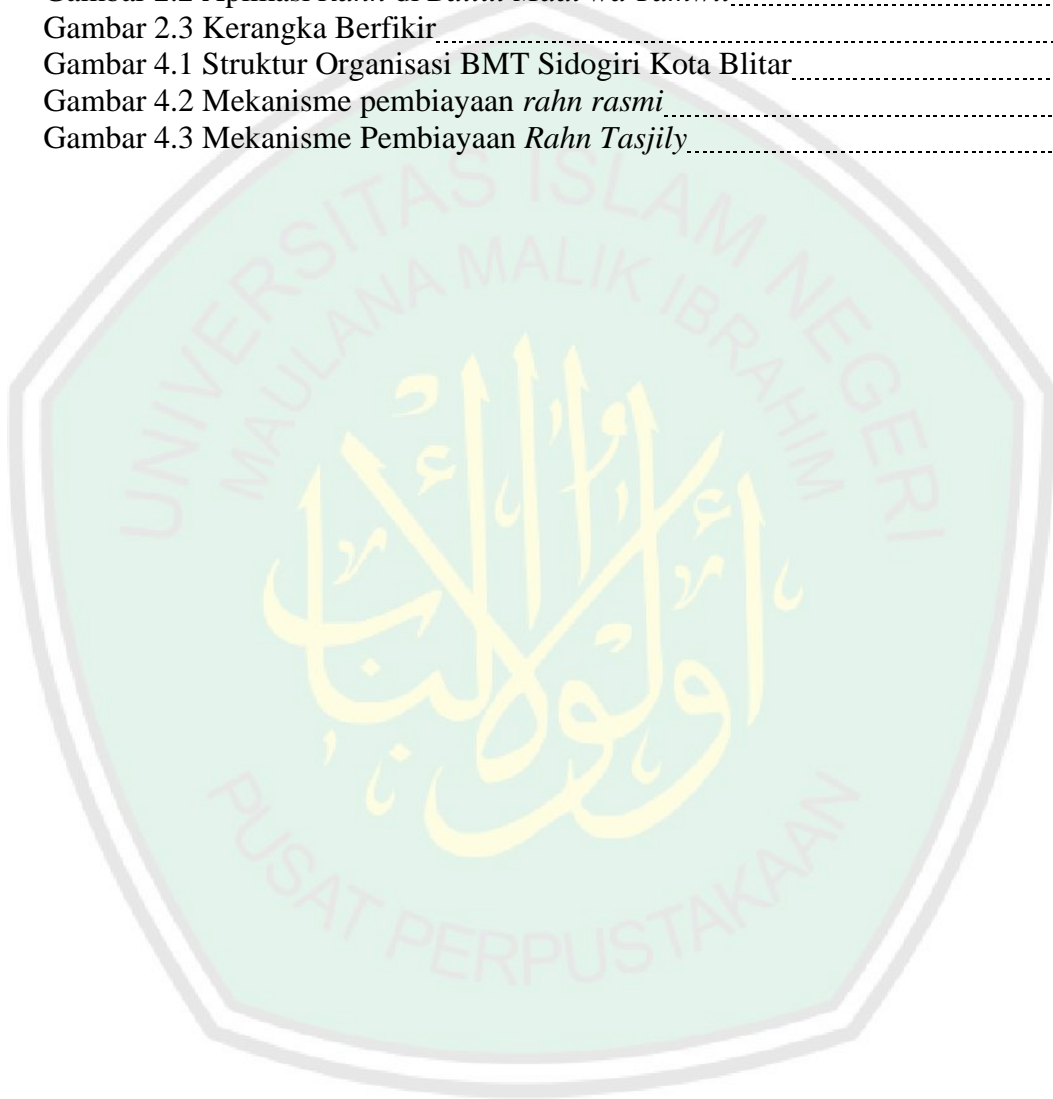 Gambar 2.3 Kerangka Berfikir
Gambar 4.1 Struktur Organisasi BMT Sidogiri Kota Blitar
Gambar 4.2 Mekanisme pembiayaan rahn rasmi
Gambar 4.3 Mekanisme Pembiayaan Rahn Tasjily
UNIVERSITAS ISLAM NEGERI
MAULANA MALIK IBRAHIM
أولوا الألباب
PUSAT PERPUSTAKAAN